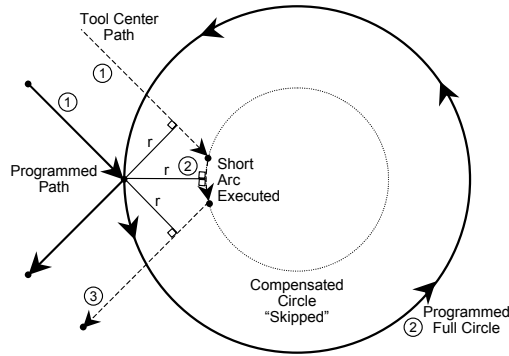 Tool Center
Path
1
1
r
Programmed
Path
r
2
Short
Arc
Executed
r
3
Compensated
Circle
“Skipped”
2
Programmed
Full Circle